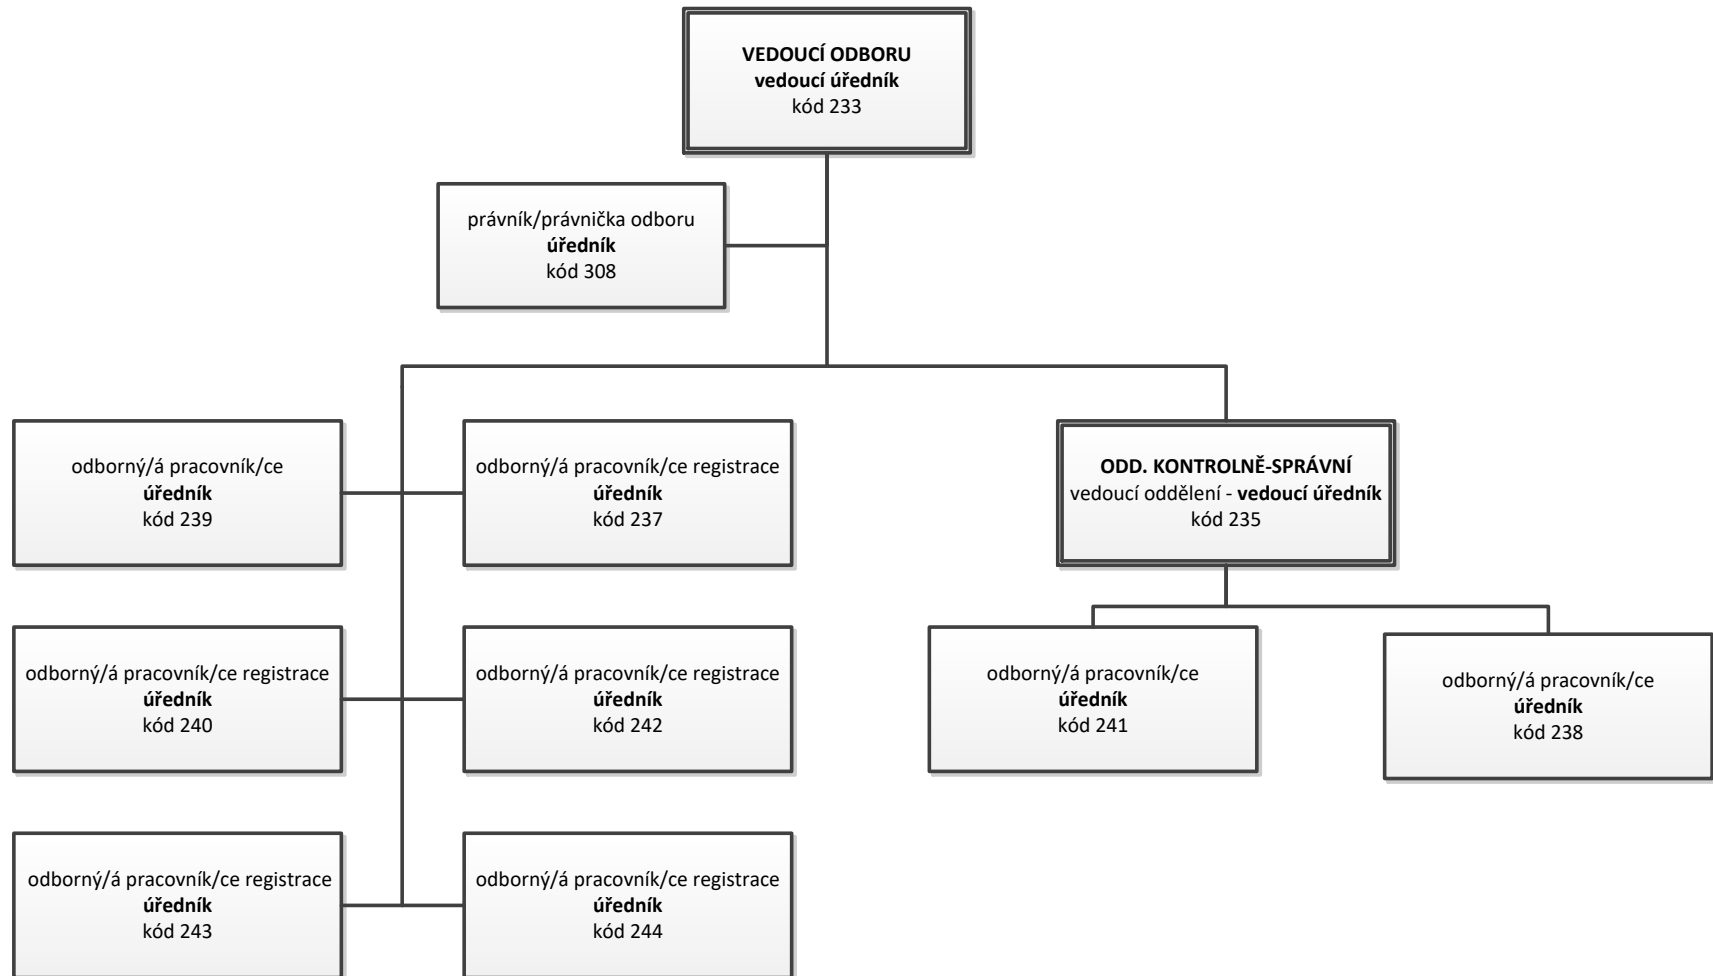 VEDOUCÍ ODBORU
vedoucí úředník
kód 233
právník/právnička odboru
úředník
kód 308
odborný/á pracovník/ce
úředník
kód 239
odborný/á pracovník/ce registrace
úředník
kód 237
ODD. KONTROLNĚ-SPRÁVNÍ
vedoucí oddělení - vedoucí úředník
kód 235
odborný/á pracovník/ce registrace
úředník
kód 240
odborný/á pracovník/ce registrace
úředník
kód 242
odborný/á pracovník/ce
úředník
kód 241
odborný/á pracovník/ce
úředník
kód 238
odborný/á pracovník/ce registrace
úředník
kód 243
odborný/á pracovník/ce registrace
úředník
kód 244